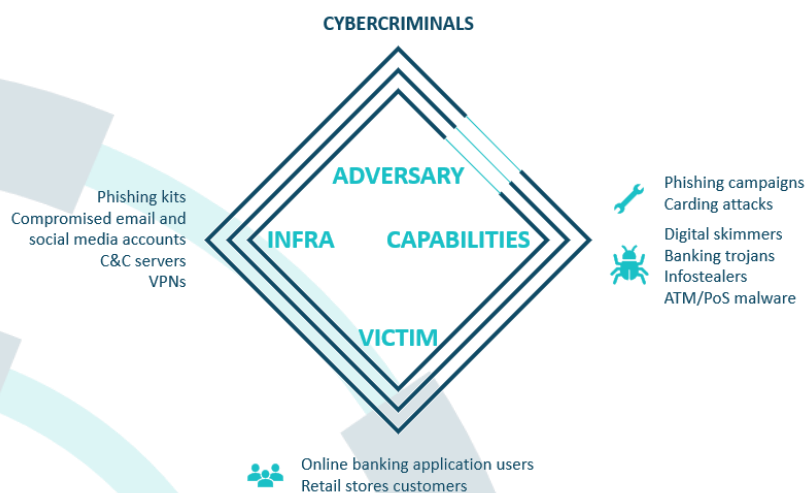 CYBERCRIMINALS
ADVERSARY
Phishing kits
Compromised email and
social media accounts
C&C servers
VPNs
INFRA
CAPABILITIES
Phishing campaigns
Carding attacks
Digital skimmers
Banking trojans
Infostealers
ATM/PoS malware
VICTIM
Online banking application users
Retail stores customers